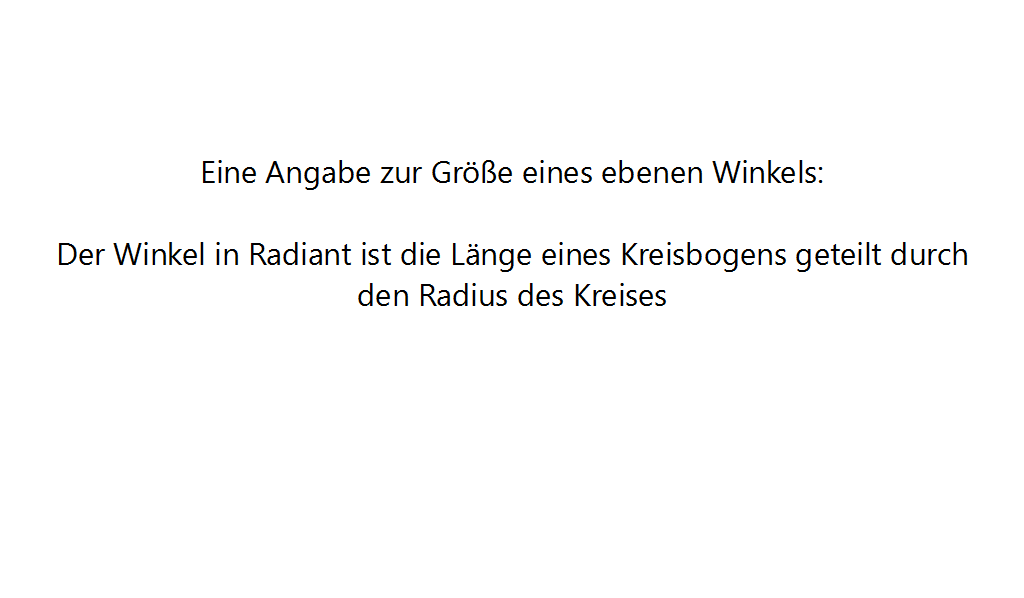 Eine Angabe zur Größe eines ebenen Winkels:
Der Winkel in Radiant ist die Länge eines Kreisbogens geteilt durch
den Radius des Kreises